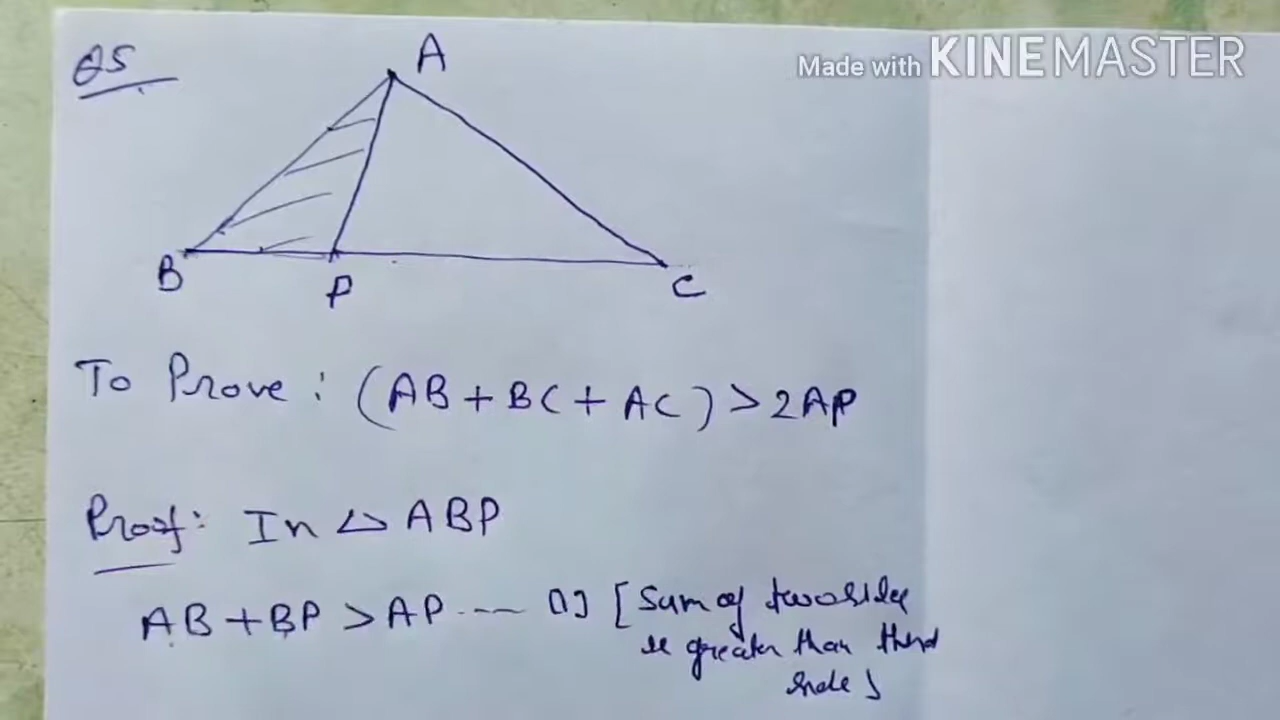 Q5
Made with KINEMASTER
A
B
P
C
To Prove : (AB + BC + AC) > 2AP
Proof : In △ ABP
AB + BP > AP ---- (1) [Sum of two side
is greater than third
side]